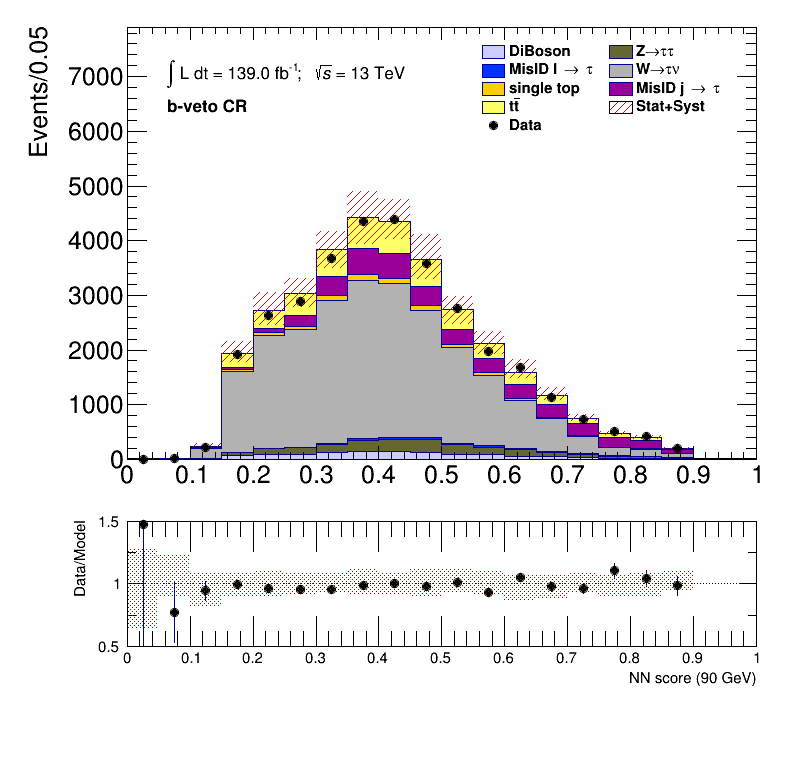 Events/0.05
∫ L dt = 139.0 fb⁻¹; √s = 13 TeV
b-veto CR
DiBoson
MisID l → τ
single top
tt̄
Data
Z→ττ
W→τν
MisID j → τ
Stat+Syst
7000
6000
5000
4000
3000
2000
1000
0
0 0.1 0.2 0.3 0.4 0.5 0.6 0.7 0.8 0.9 1
Data/Model
1.5
1
0.5
0 0.1 0.2 0.3 0.4 0.5 0.6 0.7 0.8 0.9 1
NN score (90 GeV)